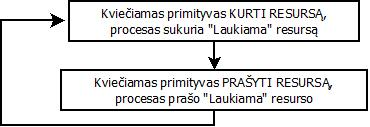 Kviečiamas primityvas KURTI RESURSĄ,
procesas sukuria "Laukiama" resursą
Kviečiamas primityvas PRAŠYTI RESURSĄ,
procesas prašo "Laukiama" resurso